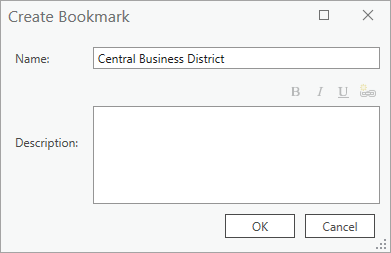 Create Bookmark
Name:
Central Business District
B I U
Description:
OK
Cancel